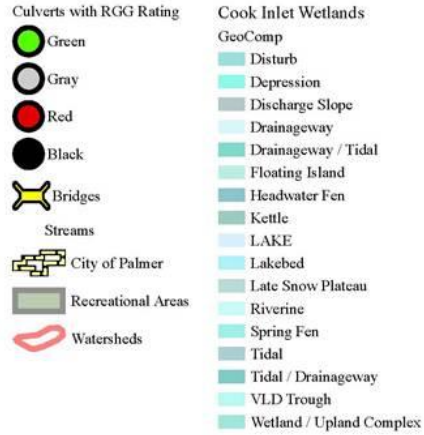 Culverts with RGG Rating
Green
Gray
Red
Black
Bridges
Streams
City of Palmer
Recreational Areas
Watersheds
Cook Inlet Wetlands
GeoComp
Disturb
Depression
Discharge Slope
Drainageway
Drainageway / Tidal
Floating Island
Headwater Fen
Kettle
LAKE
Lakebed
Late Snow Plateau
Riverine
Spring Fen
Tidal
Tidal / Drainageway
VLD Trough
Wetland / Upland Complex